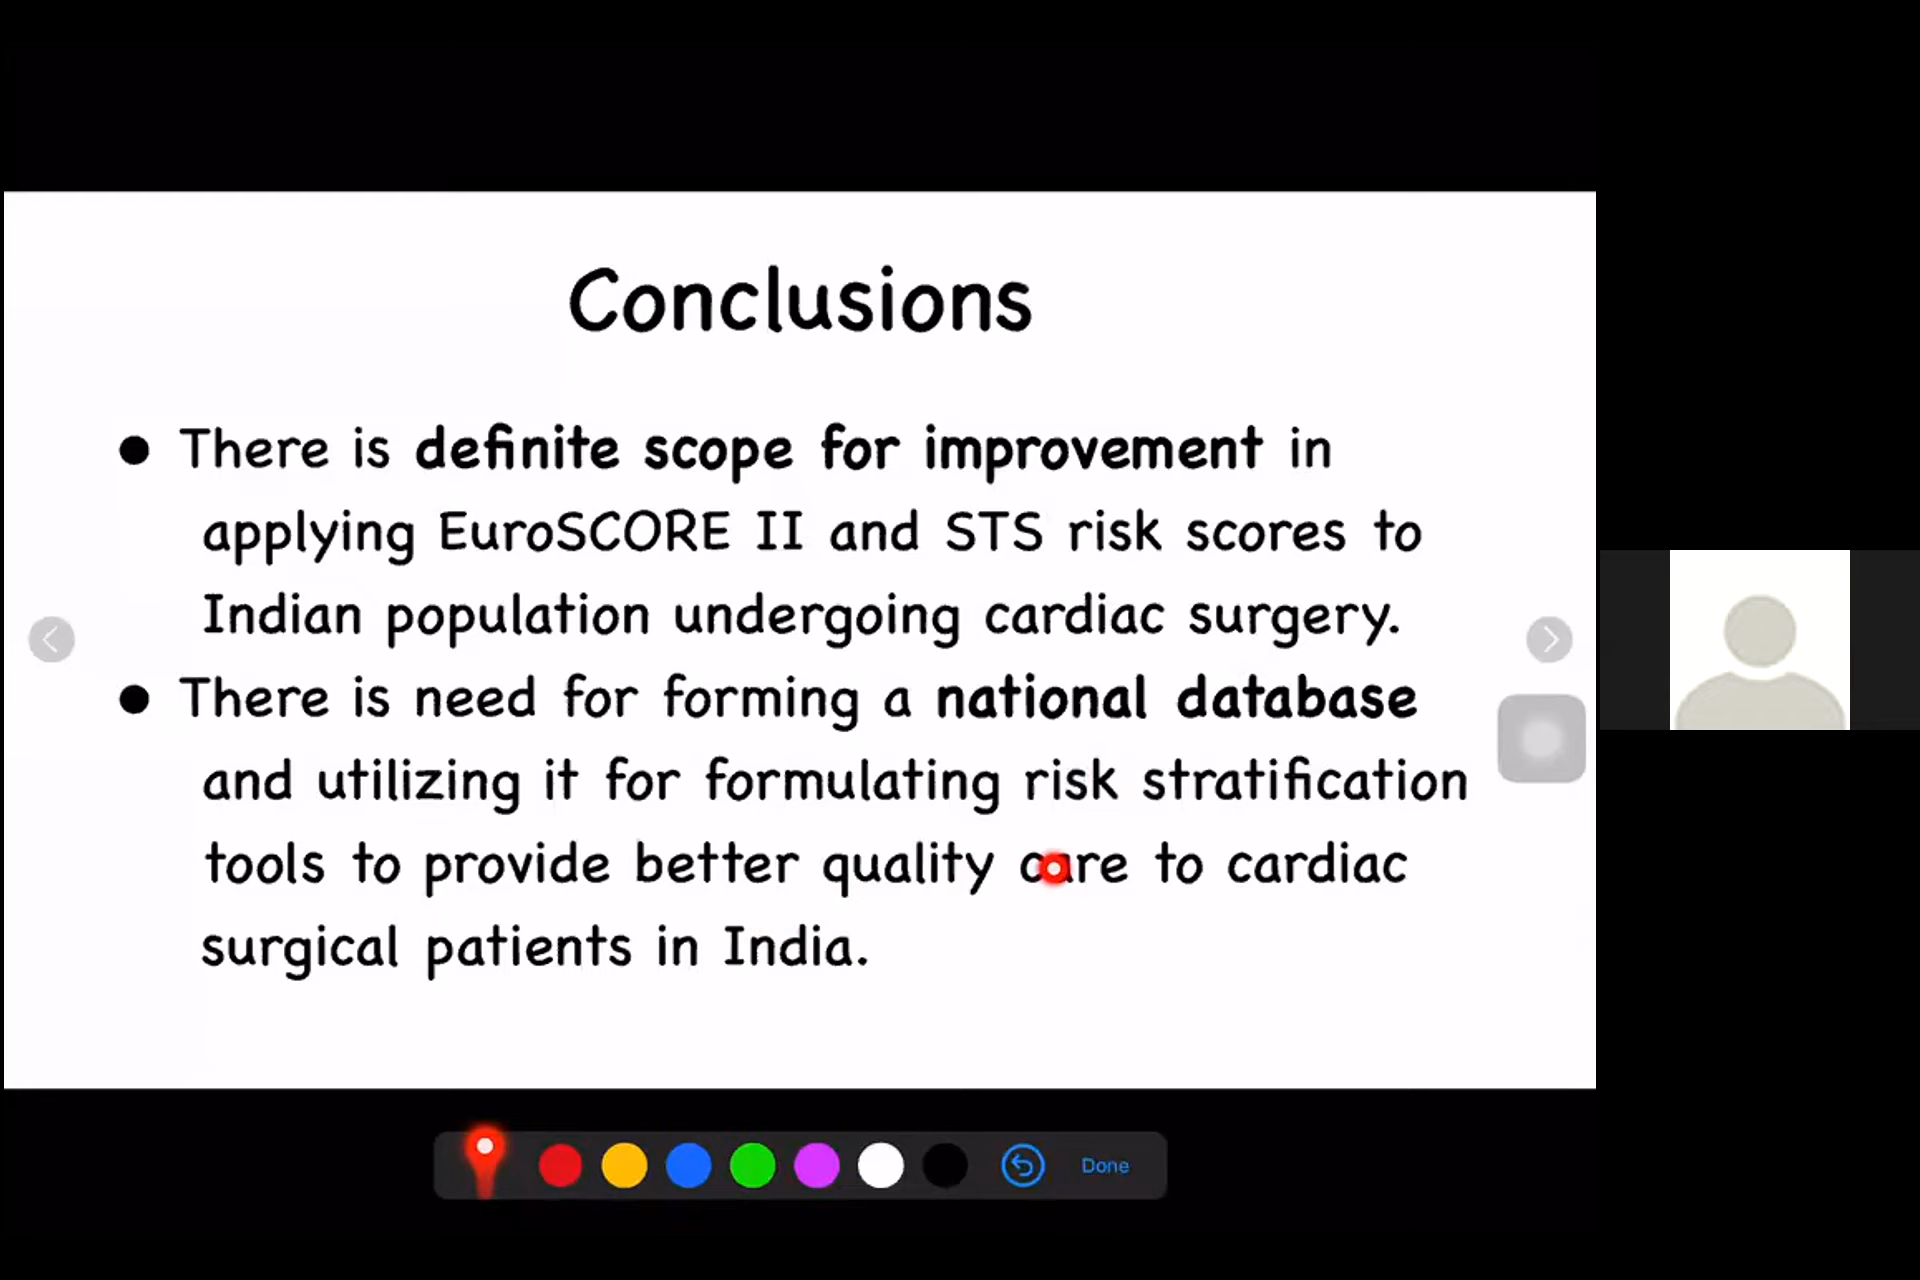 Conclusions
● There is definite scope for improvement in
applying EuroSCORE II and STS risk scores to
Indian population undergoing cardiac surgery.
● There is need for forming a national database
and utilizing it for formulating risk stratification
tools to provide better quality care to cardiac
surgical patients in India.
Done